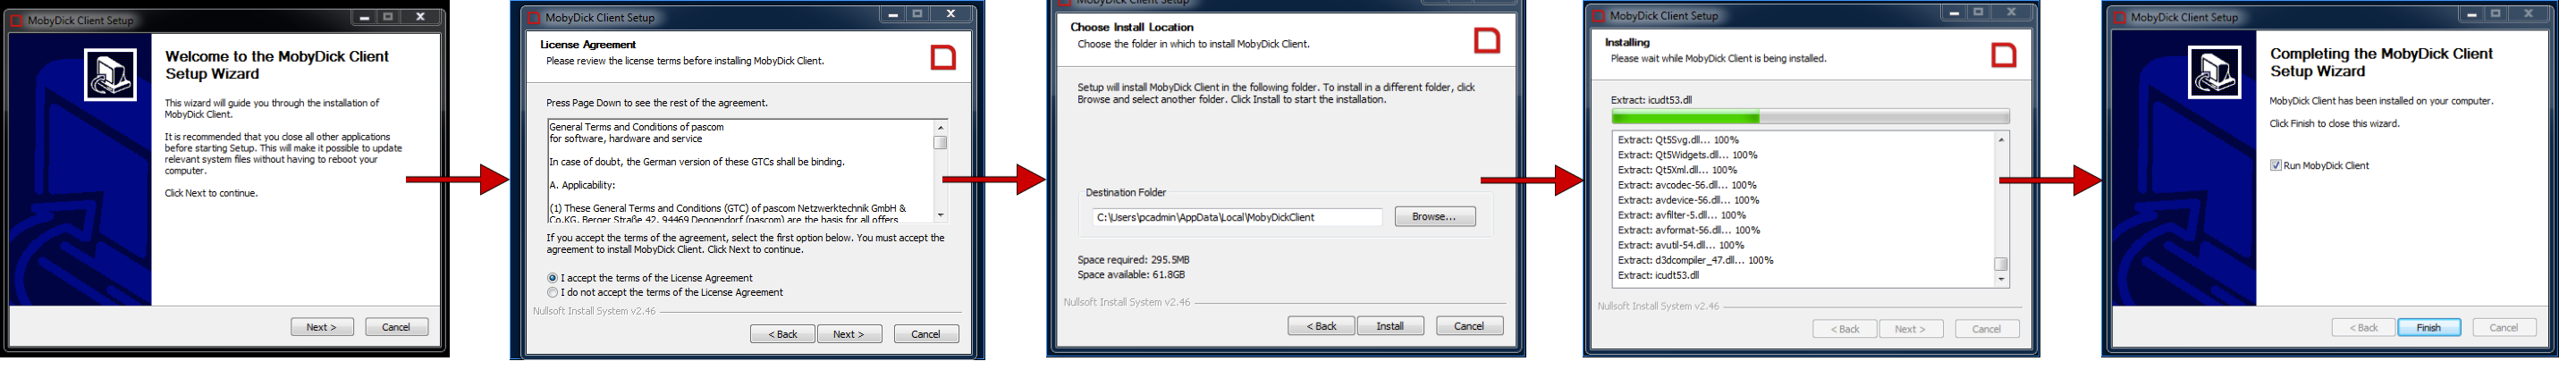 MobyDick Client Setup
Welcome to the MobyDick Client
Setup Wizard
This wizard will guide you through the installation of
MobyDick Client.
It is recommended that you close all other applications
before starting Setup. This will make it possible to update
relevant system files without having to reboot your
computer.
Click Next to continue.
Next >
Cancel
MobyDick Client Setup
License Agreement
Please review the license terms before installing MobyDick Client.
Press Page Down to see the rest of the agreement.
General Terms and Conditions of pascom
for software, hardware and service
In case of doubt, the German version of these GTCs shall be binding.
A. Applicability:
(1) These General Terms and Conditions (GTC) of pascom Netzwerktechnik GmbH &
Co.KG, Berger Straße 42, 94469 Deggendorf (pascom) are the basis for all offers
If you accept the terms of the agreement, select the first option below. You must accept the
agreement to install MobyDick Client. Click Next to continue.
I accept the terms of the License Agreement
I do not accept the terms of the License Agreement
Nullsoft Install System v2.46
< Back
Next >
Cancel
MobyDick Client Setup
Choose Install Location
Choose the folder in which to install MobyDick Client.
Setup will install MobyDick Client in the following folder. To install in a different folder, click
Browse and select another folder. Click Install to start the installation.
Destination Folder
C:\Users\pcadmin\AppData\Local\MobyDickClient
Browse...
Space required: 295.5MB
Space available: 61.8GB
Nullsoft Install System v2.46
< Back
Install
Cancel
MobyDick Client Setup
Installing
Please wait while MobyDick Client is being installed.
Extract: icudt53.dll
Extract: Qt5Svg.dll... 100%
Extract: Qt5Widgets.dll... 100%
Extract: Qt5Xml.dll... 100%
Extract: avcodec-56.dll... 100%
Extract: avdevice-56.dll... 100%
Extract: avfilter-5.dll... 100%
Extract: avformat-56.dll... 100%
Extract: avutil-54.dll... 100%
Extract: d3dcompiler_47.dll... 100%
Extract: icudt53.dll
Nullsoft Install System v2.46
< Back
Next >
Cancel
MobyDick Client Setup
Completing the MobyDick Client
Setup Wizard
MobyDick Client has been installed on your computer.
Click Finish to close this wizard.
Run MobyDick Client
< Back
Finish
Cancel